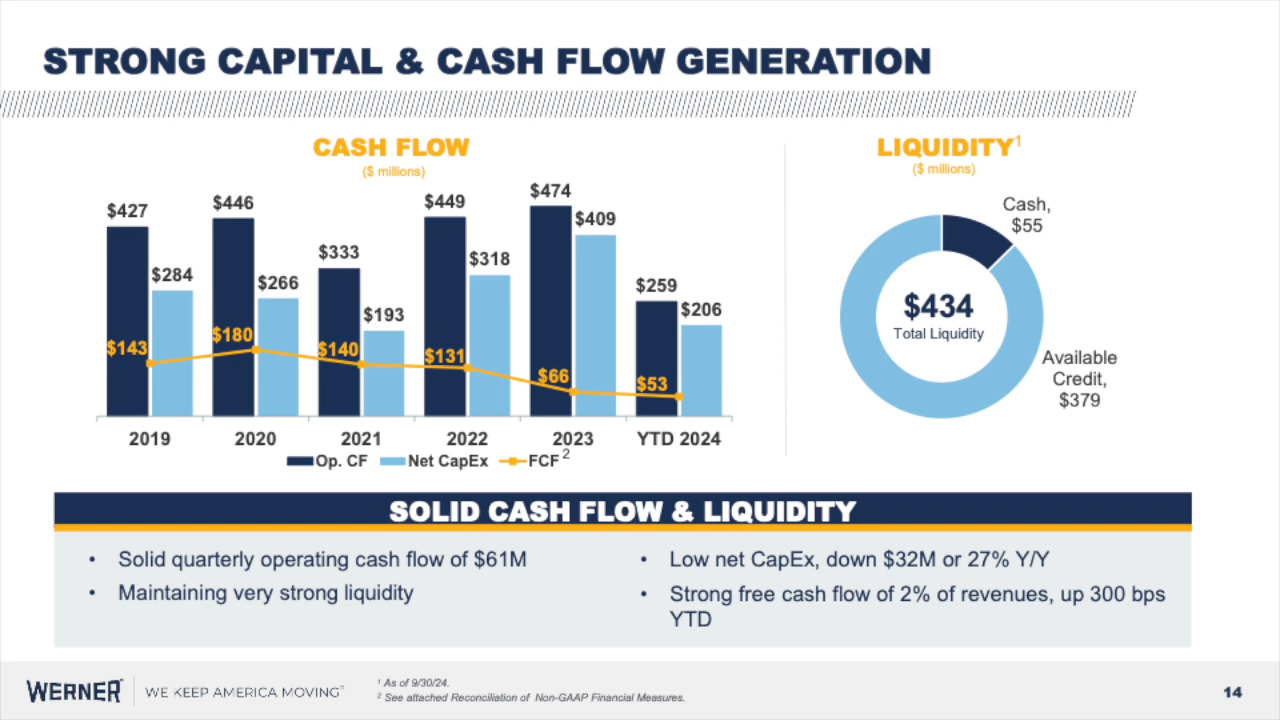 STRONG CAPITAL & CASH FLOW GENERATION
CASH FLOW
($ millions)
$427
$284
$143
$446
$266
$180
$333
$193
$140
$449
$318
$131
$474
$409
$66
$259
$206
$53
2019
2020
2021
2022
2023
YTD 2024
Op. CF
Net CapEx
FCF 2
LIQUIDITY1
($ millions)
Cash,
$55
$434
Total Liquidity
Available
Credit,
$379
SOLID CASH FLOW & LIQUIDITY
• Solid quarterly operating cash flow of $61M
• Maintaining very strong liquidity
• Low net CapEx, down $32M or 27% Y/Y
• Strong free cash flow of 2% of revenues, up 300 bps
YTD
WERNER
WE KEEP AMERICA MOVING
1 As of 9/30/24.
2 See attached Reconciliation of Non-GAAP Financial Measures.
14